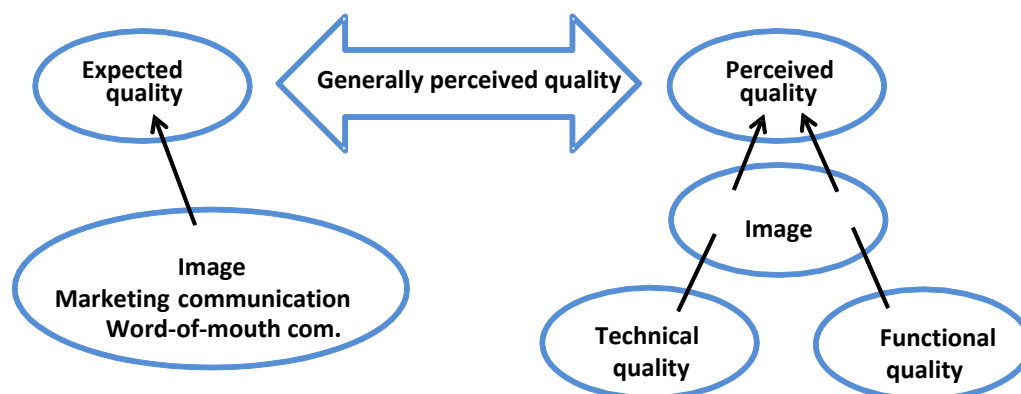 Expected
quality
Generally perceived quality
Perceived
quality
Image
Marketing communication
Word-of-mouth com.
Image
Technical
quality
Functional
quality